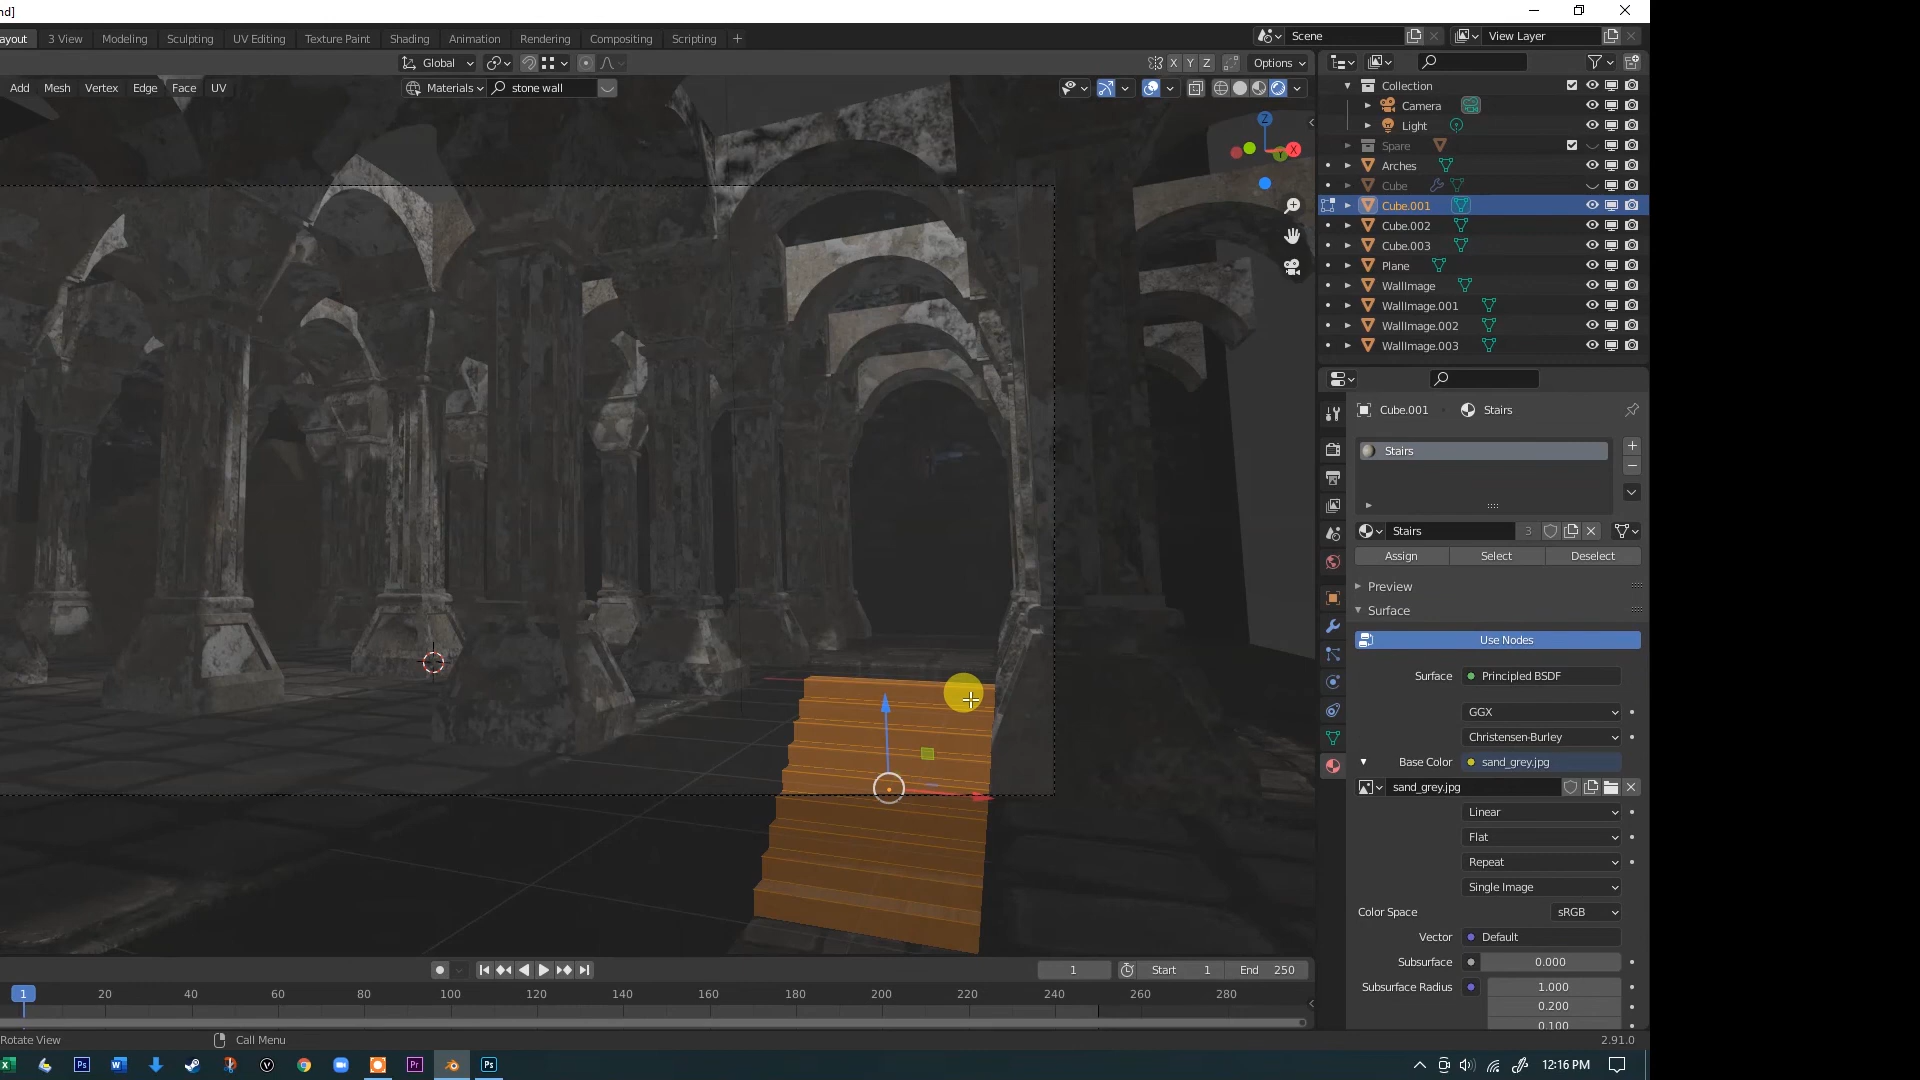 nd]
ayout 3 View Modeling Sculpting UV Editing Texture Paint Shading Animation Rendering Compositing Scripting +
Scene View Layer
Global X Y Z Options
Add Mesh Vertex Edge Face UV Materials stone wall
Collection
Camera
Light
Spare
Arches
Cube
Cube.001
Cube.002
Cube.003
Plane
WallImage
WallImage.001
WallImage.002
WallImage.003
Z
X
Y
Cube.001 Stairs
Stairs
Stairs 3
Assign Select Deselect
Preview
Surface
Use Nodes
Surface Principled BSDF
GGX
Christensen-Burley
Base Color sand_grey.jpg
sand_grey.jpg
Linear
Flat
Repeat
Single Image
Color Space sRGB
Vector Default
Subsurface 0.000
Subsurface Radius 1.000
0.200
0.100
1 Start 1 End 250
1 20 40 60 80 100 120 140 160 180 200 220 240 260 280
Rotate View Call Menu 2.91.0
12:16 PM